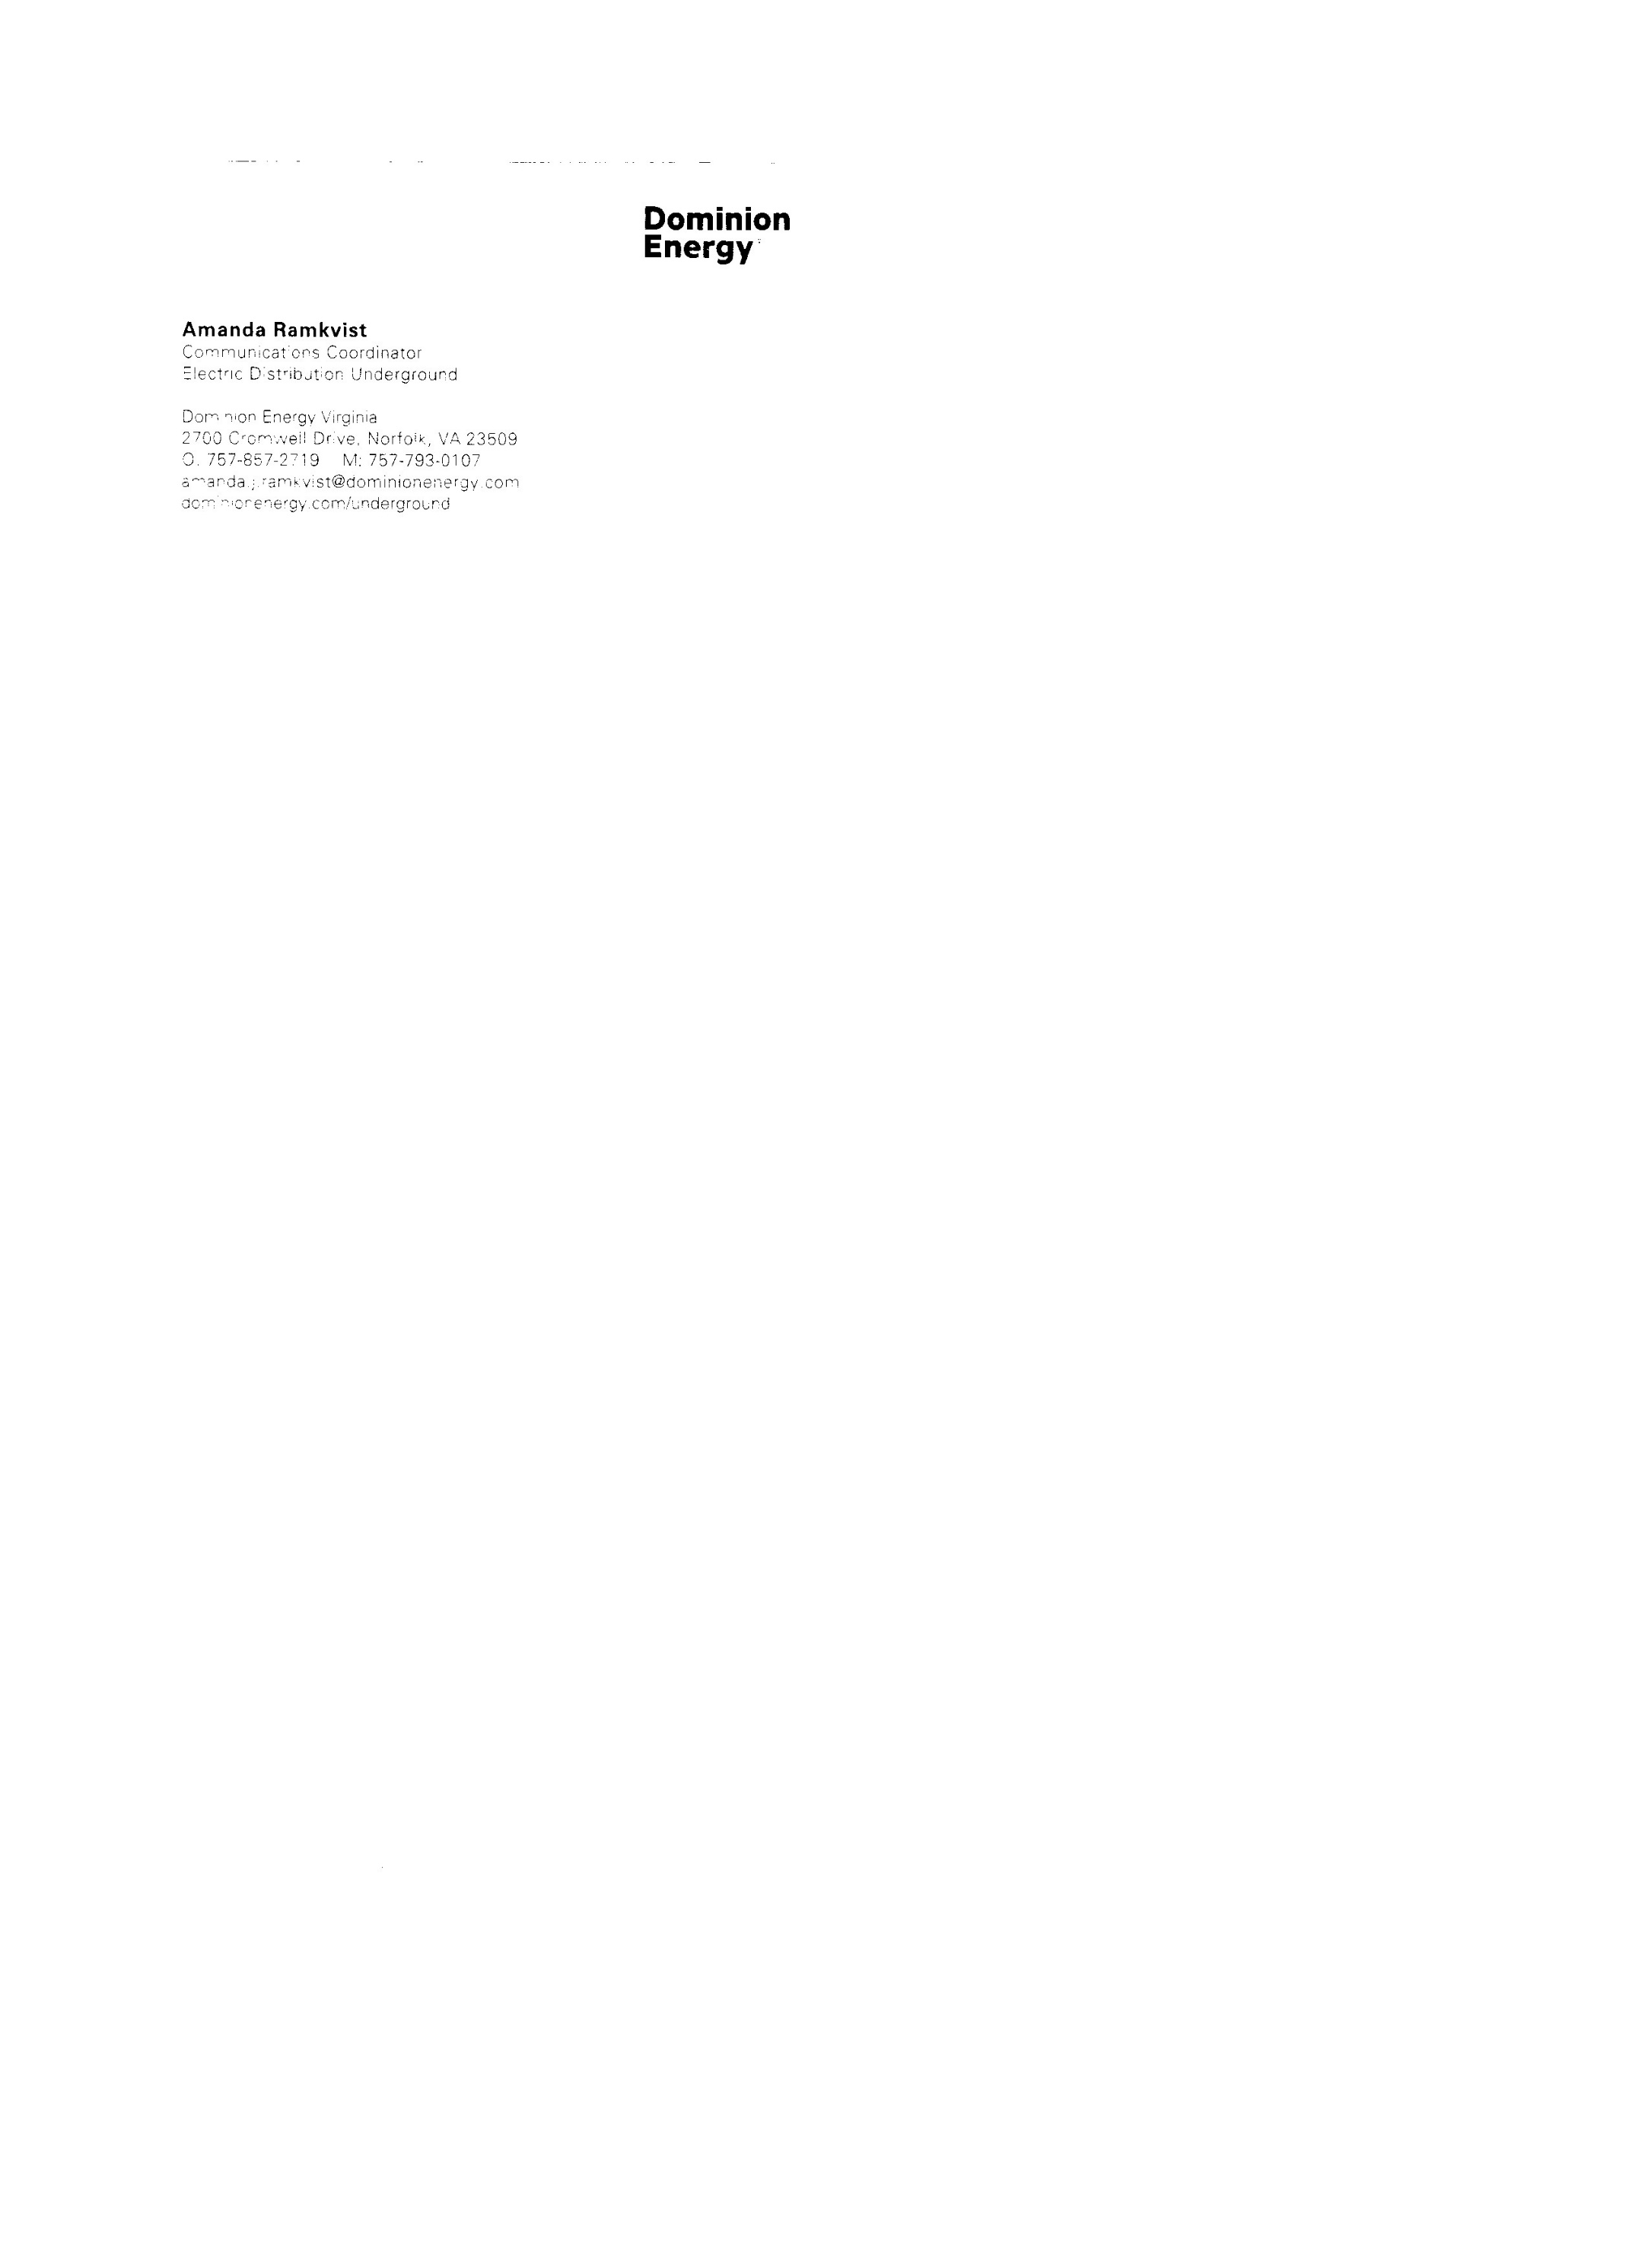 Dominion
Energy
Amanda Ramkvist
Communications Coordinator
Electric Distribution Underground
Dominion Energy Virginia
2700 Cromwell Drive, Norfolk, VA 23509
O. 757-857-2719 M: 757-793-0107
amanda.j.ramkvist@dominionenergy.com
dominionenergy.com/underground